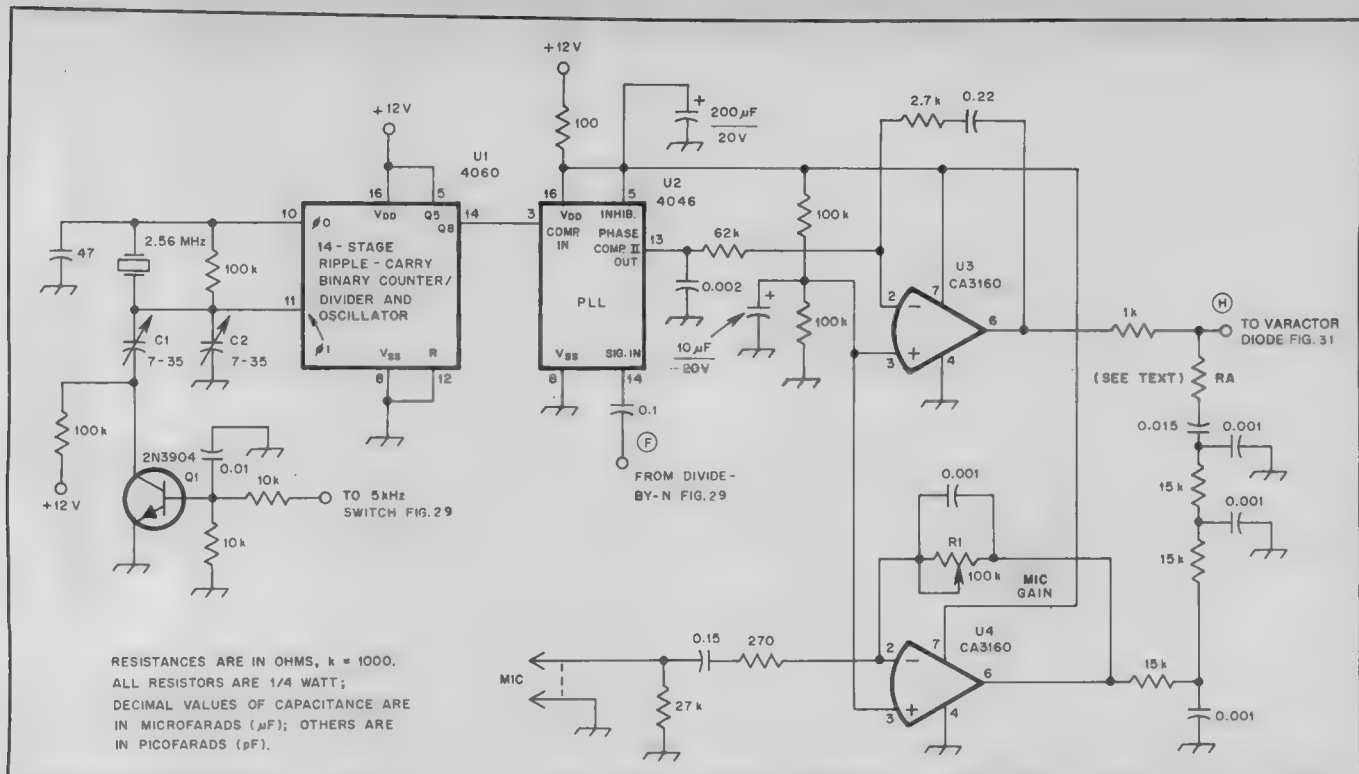 +12V
+12V
100
+
200µF
20V
2.7k
0.22
U1
4060
U2
4046
16
5
VDD
Q5
Q8
14
10
ø0
47
2.56 MHz
100k
14-STAGE
RIPPLE-CARRY
BINARY COUNTER/
DIVIDER AND
OSCILLATOR
11
ø1
C1
7-35
C2
7-35
VSS
R
8
12
3
16
5
VDD
INHIB.
COMP.
IN
PHASE
COMP. II
OUT
13
PLL
VSS
SIG. IN
8
14
62k
0.002
100k
+
10µF
20V
100k
U3
CA3160
2
−
7
6
3
+
4
1k
H
TO VARACTOR
DIODE FIG. 31
(SEE TEXT)
RA
0.015
0.001
15k
0.001
15k
0.1
F
FROM DIVIDE-
BY-N FIG. 29
100k
+12V
2N3904
Q1
0.01
10k
TO 5kHz
SWITCH FIG. 29
10k
0.001
R1
100k
MIC
GAIN
U4
CA3160
2
−
7
6
3
+
4
15k
0.001
MIC
0.15
270
27k
RESISTANCES ARE IN OHMS, k = 1000.
ALL RESISTORS ARE 1/4 WATT;
DECIMAL VALUES OF CAPACITANCE ARE
IN MICROFARADS (µF); OTHERS ARE
IN PICOFARADS (pF).